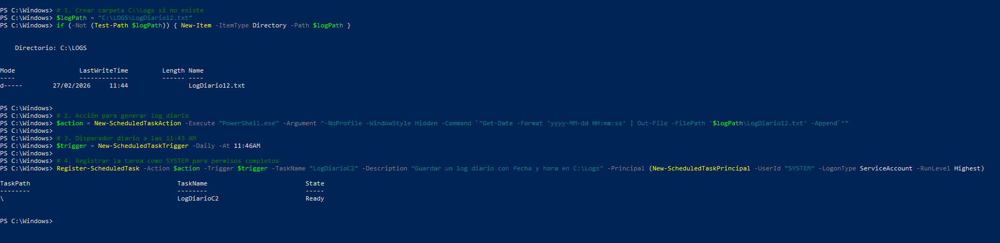 PS C:\Windows> # 1. Crear carpeta C:\Logs si no existe
PS C:\Windows> $logPath = "C:\LOGS\LogDiario12.txt"
PS C:\Windows> if (-Not (Test-Path $logPath)) { New-Item -ItemType Directory -Path $logPath }
Directorio: C:\LOGS
Mode LastWriteTime Length Name
---- ------------- ------ ----
d----- 27/02/2026 11:44 LogDiario12.txt
PS C:\Windows>
PS C:\Windows> # 2. Acción para generar log diario
PS C:\Windows> $action = New-ScheduledTaskAction -Execute "PowerShell.exe" -Argument "-NoProfile -WindowStyle Hidden -Command `"Get-Date -Format 'yyyy-MM-dd HH:mm:ss' | Out-File -FilePath '$logPath\LogDiario12.txt' -Append`""
PS C:\Windows>
PS C:\Windows> # 3. Disparador diario a las 11:43 AM
PS C:\Windows> $trigger = New-ScheduledTaskTrigger -Daily -At 11:46AM
PS C:\Windows>
PS C:\Windows> # 4. Registrar la tarea como SYSTEM para permisos completos
PS C:\Windows> Register-ScheduledTask -Action $action -Trigger $trigger -TaskName "LogDiarioC2" -Description "Guardar un log diario con fecha y hora en C:\Logs" -Principal (New-ScheduledTaskPrincipal -UserId "SYSTEM" -LogonType ServiceAccount -RunLevel Highest)
TaskPath TaskName State
-------- -------- -----
\ LogDiarioC2 Ready
PS C:\Windows>